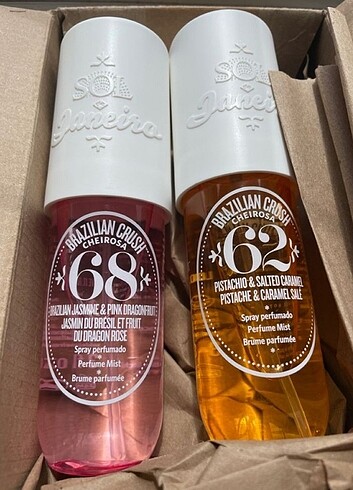 SOL
de
Janeiro
BRAZILIAN CRUSH
CHEIROSA
68
BRAZILIAN JASMINE & PINK DRAGONFRUIT
JASMIN DU BRÉSIL ET FRUIT
DU DRAGON ROSE
Spray perfumado
Perfume Mist
Brume parfumée
SOL
de
Janeiro
BRAZILIAN CRUSH
CHEIROSA
62
PISTACHIO & SALTED CARAMEL
PISTACHE & CARAMEL SALÉ
Spray perfumado
Perfume Mist
Brume parfumée